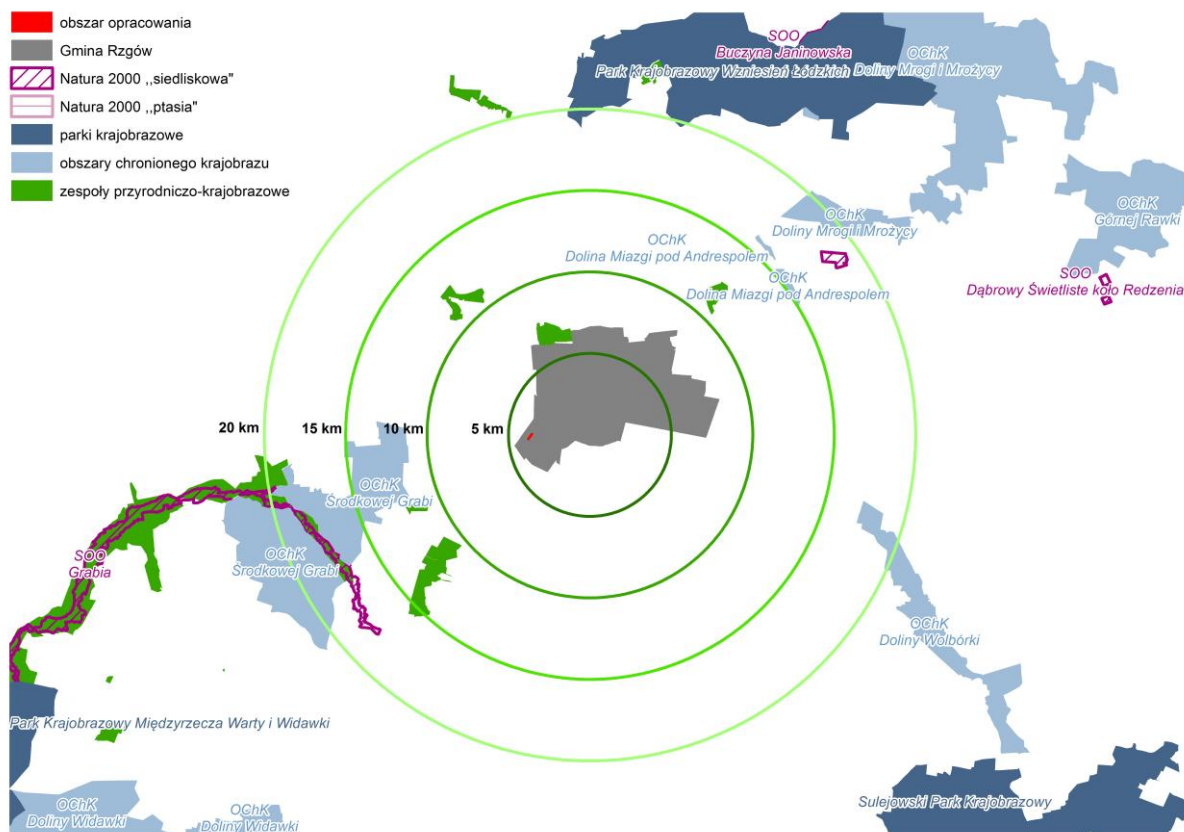 obszar opracowania
Gmina Rzgów
Natura 2000 ,,siedliskowa"
Natura 2000 ,,ptasia"
parki krajobrazowe
obszary chronionego krajobrazu
zespoły przyrodniczo-krajobrazowe
SOO
Buczyna Janinowska
Park Krajobrazowy Wzniesień Łódzkich
OChK
Doliny Mrogi i Mrożycy
OChK
Górnej Rawki
OChK
Doliny Mrogi i Mrożycy
OChK
Dolina Miazgi pod Andrespolem
OChK
Dolina Miazgi pod Andrespolem
SOO
Dąbrowy Świetliste koło Redzenia
20 km
15 km
10 km
5 km
OChK
Środkowej Grabi
SOO
Grabia
OChK
Środkowej Grabi
OChK
Doliny Wolbórki
Park Krajobrazowy Międzyrzecza Warty i Widawki
OChK
Doliny Widawki
OChK
Doliny Widawki
Sulejowski Park Krajobrazowy